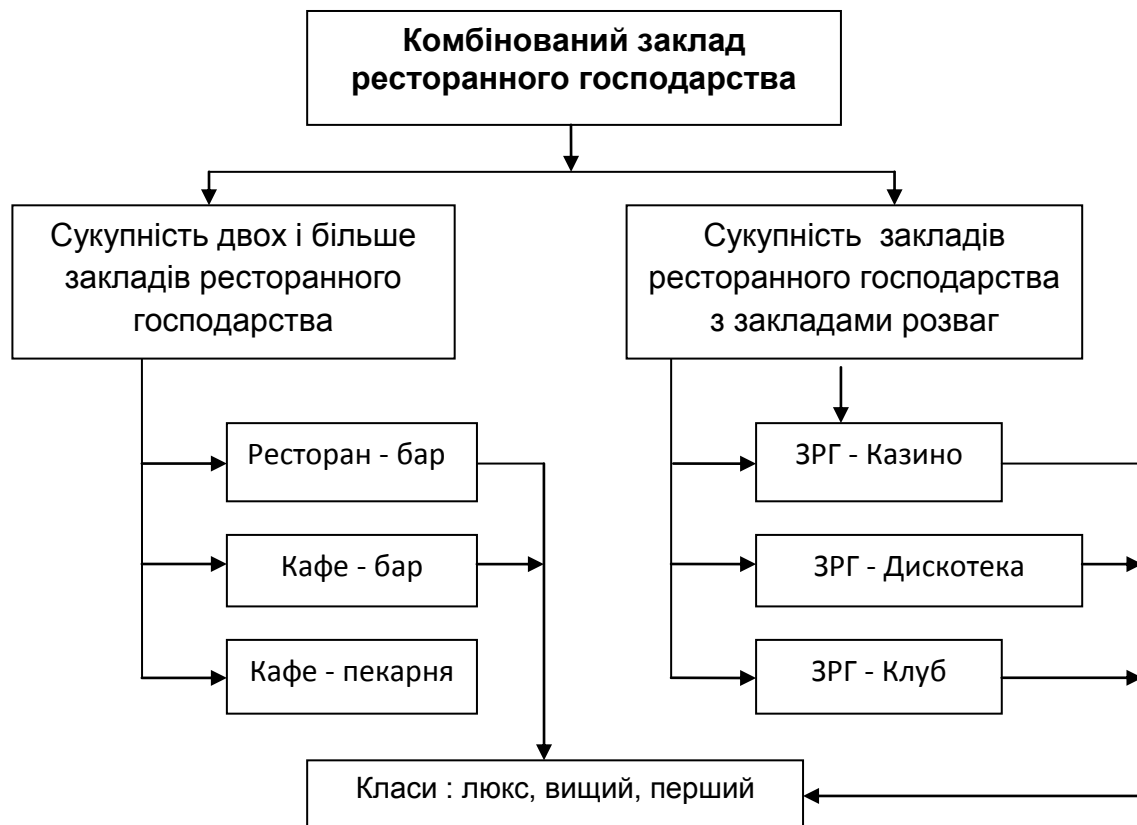 Комбінований заклад
ресторанного господарства
Сукупність двох і більше
закладів ресторанного
господарства
Сукупність закладів
ресторанного господарства
з закладами розваг
Ресторан - бар
ЗРГ - Казино
Кафе - бар
ЗРГ - Дискотека
Кафе - пекарня
ЗРГ - Клуб
Класи : люкс, вищий, перший